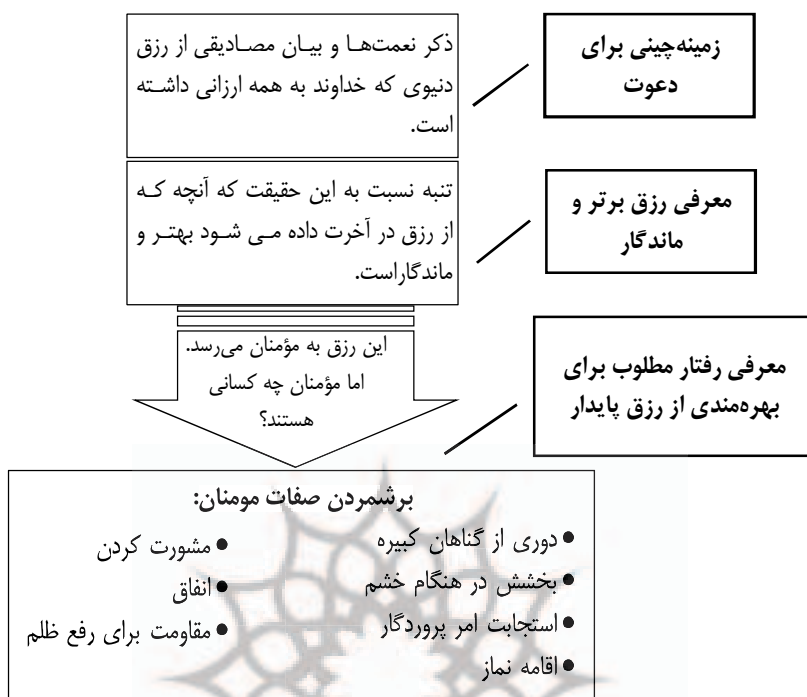 زمینه‌چینی برای
دعوت
ذکر نعمت‌ها و بیان مصادیقی از رزق
دنیوی که خداوند به همه ارزانی داشته
است.
معرفی رزق برتر و
ماندگار
تنبه نسبت به این حقیقت که آنچه که
از رزق در آخرت داده می شود بهتر و
ماندگاراست.
معرفی رفتار مطلوب برای
بهره‌مندی از رزق پایدار
این رزق به مؤمنان می‌رسد.
اما مؤمنان چه کسانی
هستند؟
برشمردن صفات مومنان:
• دوری از گناهان کبیره
• بخشش در هنگام خشم
• استجابت امر پروردگار
• اقامه نماز
• مشورت کردن
• انفاق
• مقاومت برای رفع ظلم